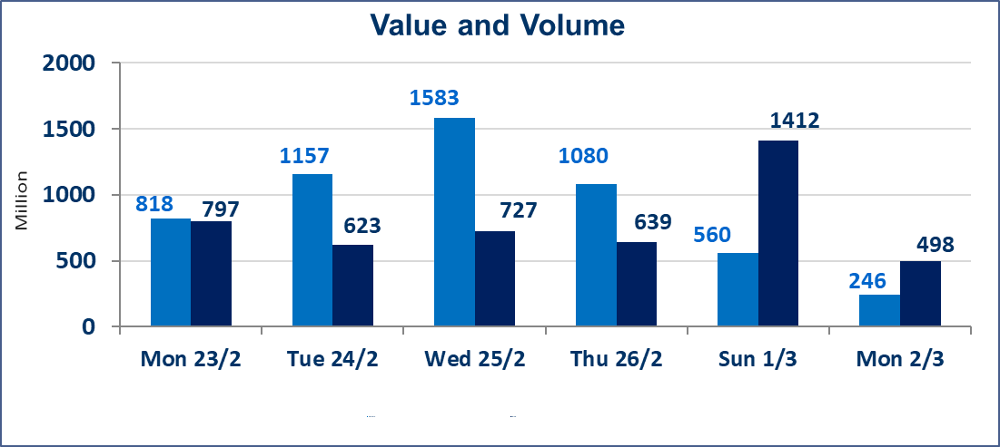 Value and Volume
Million
2000
1500
1000
500
0
818
797
1157
623
1583
727
1080
639
560
1412
246
498
Mon 23/2
Tue 24/2
Wed 25/2
Thu 26/2
Sun 1/3
Mon 2/3